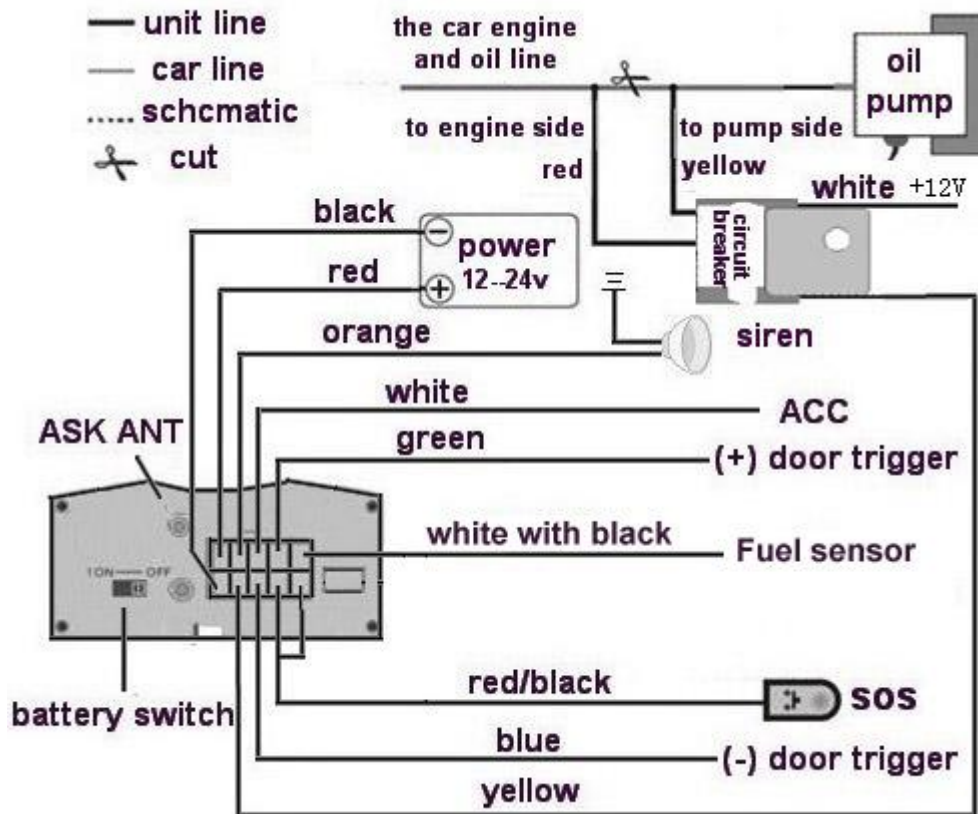 unit line
car line
schcmatic
cut
the car engine
and oil line
oil
pump
to engine side
red
to pump side
yellow
white +12V
circuit
breaker
black
power
12--24v
red
orange
siren
white
ACC
ASK ANT
green
(+) door trigger
white with black
Fuel sensor
ON OFF
battery switch
red/black
sos
blue
(-) door trigger
yellow